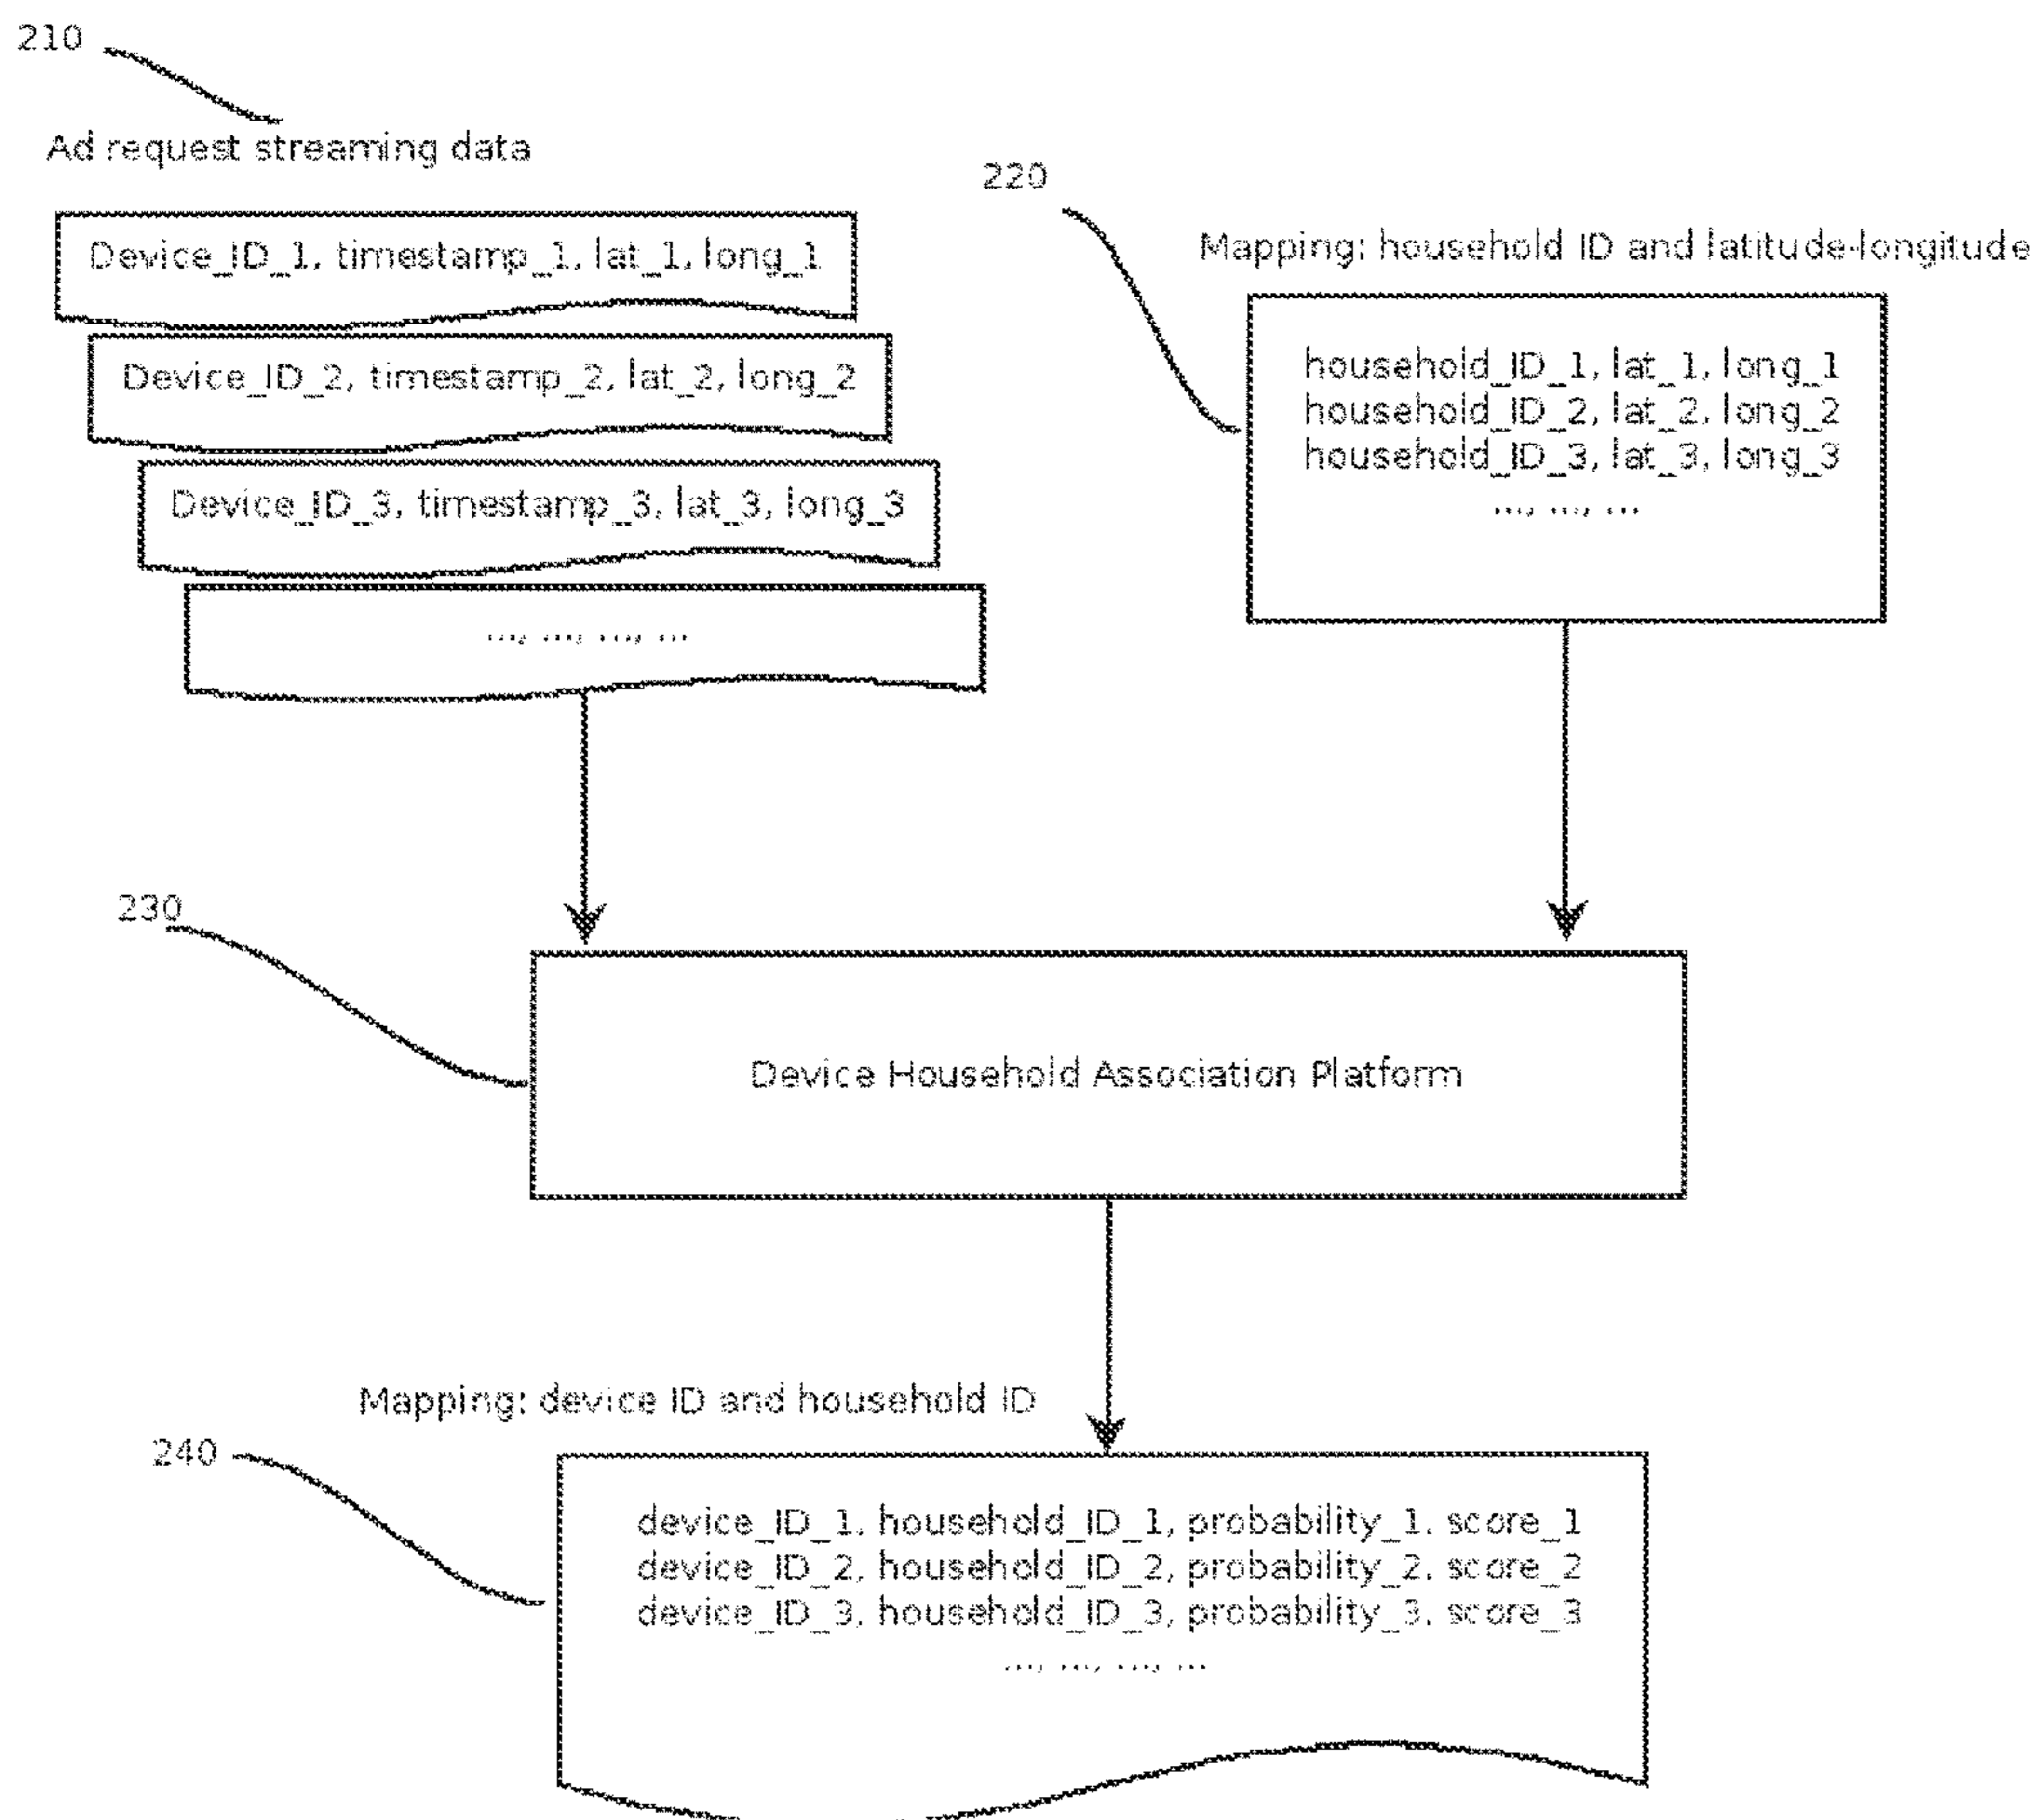 210
Ad request streaming data
Device_ID_1, timestamp_1, lat_1, long_1
Device_ID_2, timestamp_2, lat_2, long_2
Device_ID_3, timestamp_3, lat_3, long_3
..., ..., ..., ...
220
Mapping: household ID and latitude-longitude
household_ID_1, lat_1, long_1
household_ID_2, lat_2, long_2
household_ID_3, lat_3, long_3
..., ..., ...
230
Device Household Association Platform
Mapping: device ID and household ID
240
device_ID_1, household_ID_1, probability_1, score_1
device_ID_2, household_ID_2, probability_2, score_2
device_ID_3, household_ID_3, probability_3, score_3
..., ..., ..., ...